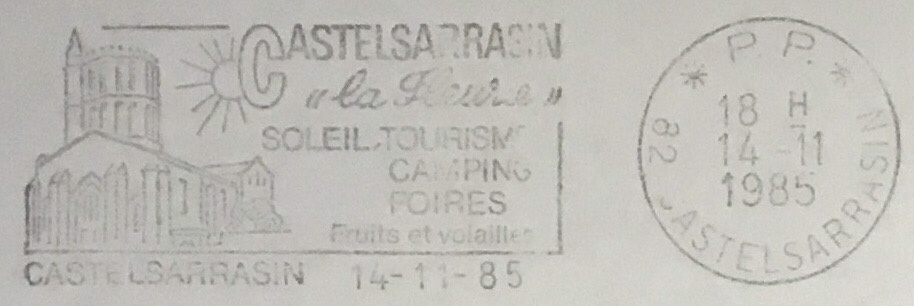 CASTELSARRASIN
"la Fleurie"
SOLEIL.TOURISME
CAMPING
FOIRES
Fruits et volailles
CASTELSARRASIN 14-11-85
* P.P. *
18 H
14-11
1985
82 CASTELSARRASIN